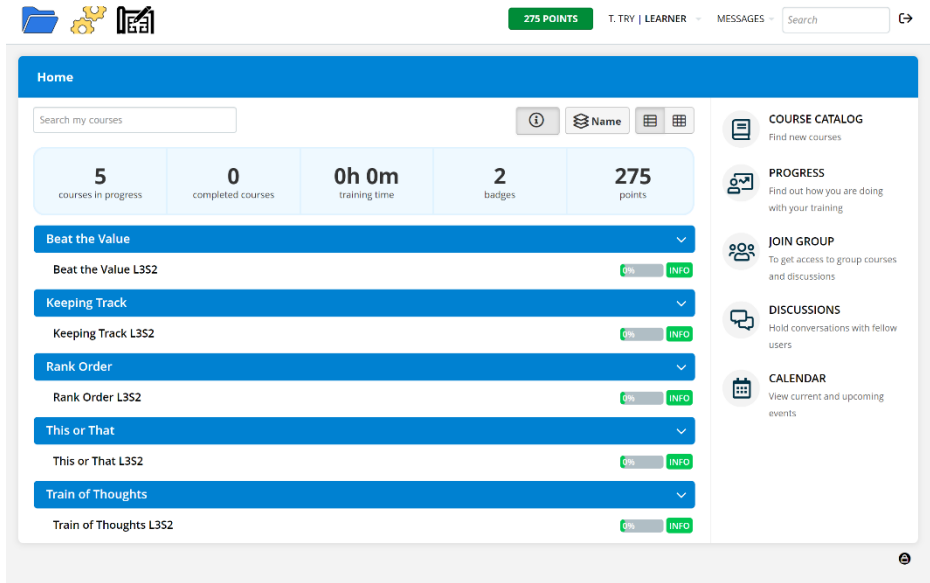 275 POINTS
T. TRY | LEARNER
MESSAGES
Search
Home
Search my courses
Name
5
courses in progress
0
completed courses
0h 0m
training time
2
badges
275
points
Beat the Value
Beat the Value L3S2
0%
INFO
Keeping Track
Keeping Track L3S2
0%
INFO
Rank Order
Rank Order L3S2
0%
INFO
This or That
This or That L3S2
0%
INFO
Train of Thoughts
Train of Thoughts L3S2
0%
INFO
COURSE CATALOG
Find new courses
PROGRESS
Find out how you are doing
with your training
JOIN GROUP
To get access to group courses
and discussions
DISCUSSIONS
Hold conversations with fellow
users
CALENDAR
View current and upcoming
events